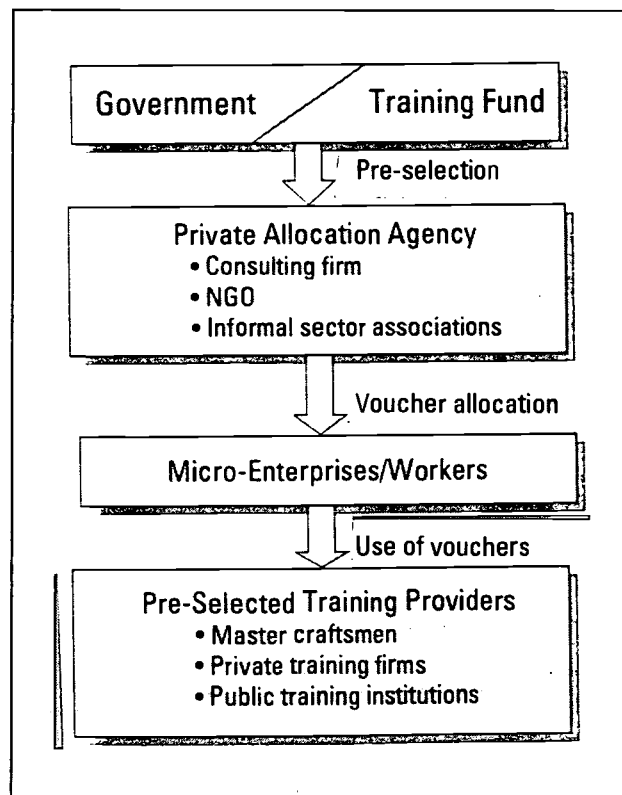 Government Training Fund
Pre-selection
Private Allocation Agency
• Consulting firm
• NGO
• Informal sector associations
Voucher allocation
Micro-Enterprises/Workers
Use of vouchers
Pre-Selected Training Providers
• Master craftsmen
• Private training firms
• Public training institutions